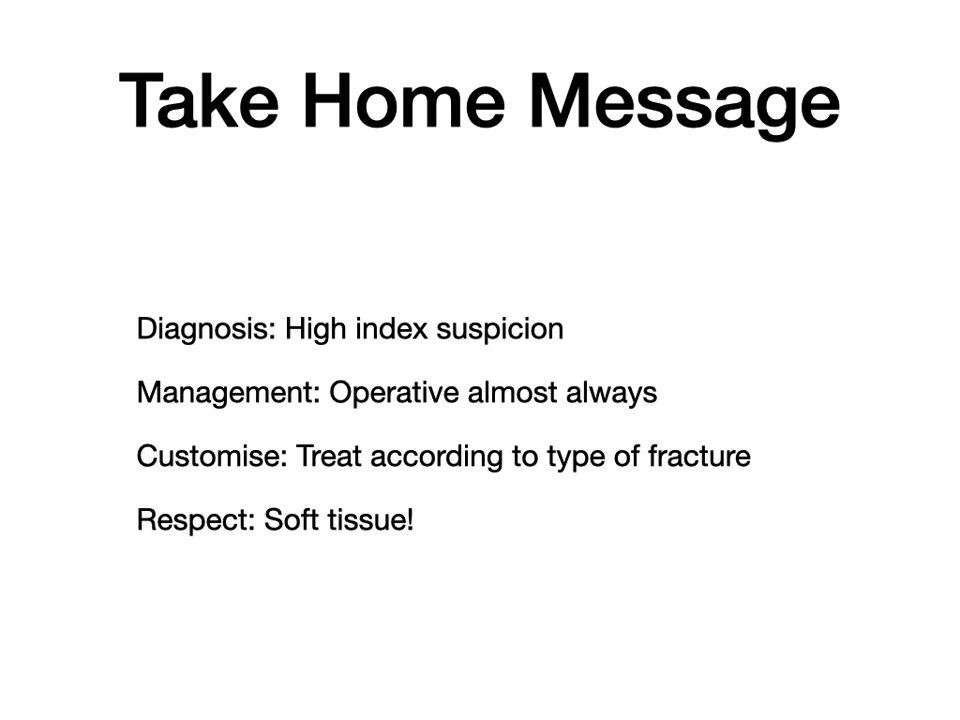 Take Home Message
Diagnosis: High index suspicion
Management: Operative almost always
Customise: Treat according to type of fracture
Respect: Soft tissue!